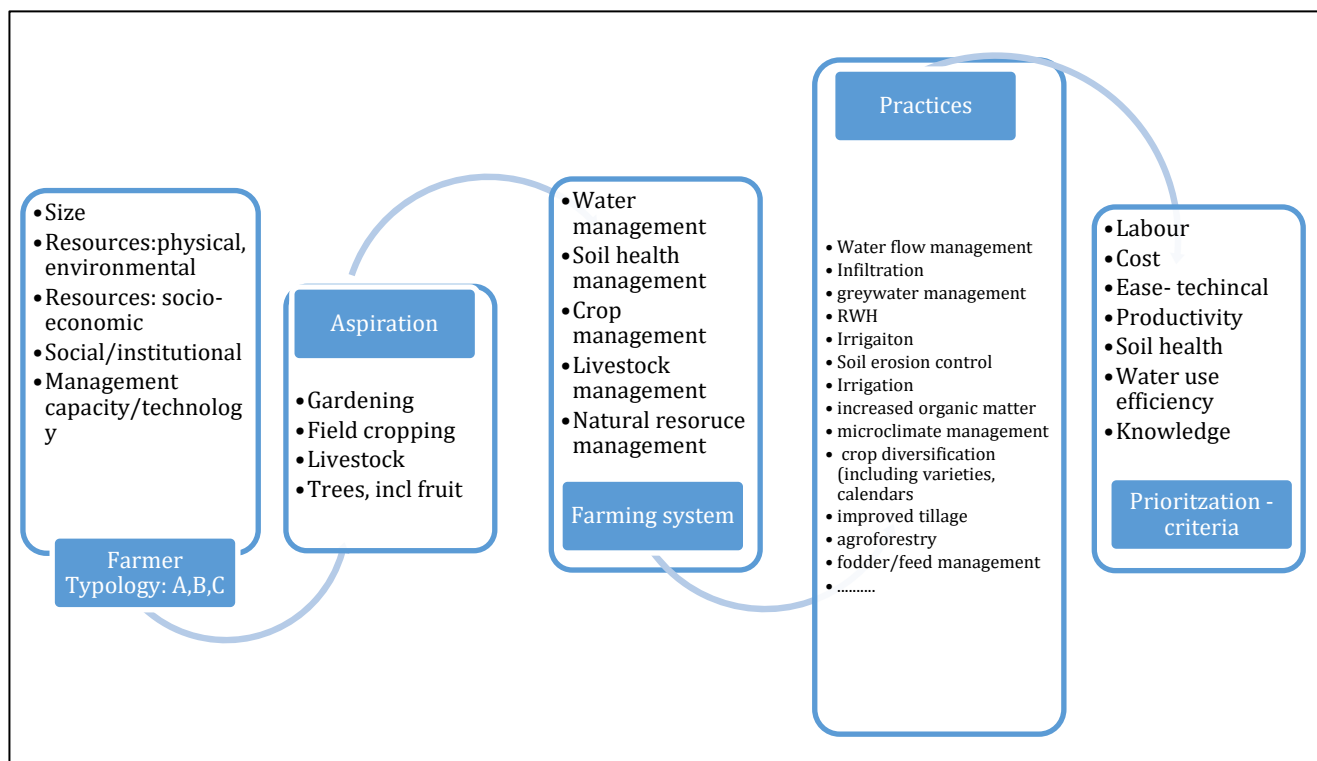 •Size
•Resources:physical,
environmental
•Resources: socio-
economic
•Social/institutional
•Management
capacity/technolog
y
Farmer
Typology: A,B,C
Aspiration
•Gardening
•Field cropping
•Livestock
•Trees, incl fruit
•Water
management
•Soil health
management
•Crop
management
•Livestock
management
•Natural resoruce
management
Farming system
Practices
• Water flow management
• Infiltration
• greywater management
• RWH
• Irrigaiton
• Soil erosion control
• Irrigation
• increased organic matter
• microclimate management
• crop diversification
(including varieties,
calendars
• improved tillage
• agroforestry
• fodder/feed management
• ..........
•Labour
•Cost
•Ease- techincal
•Productivity
•Soil health
•Water use
efficiency
•Knowledge
Prioritzation -
criteria